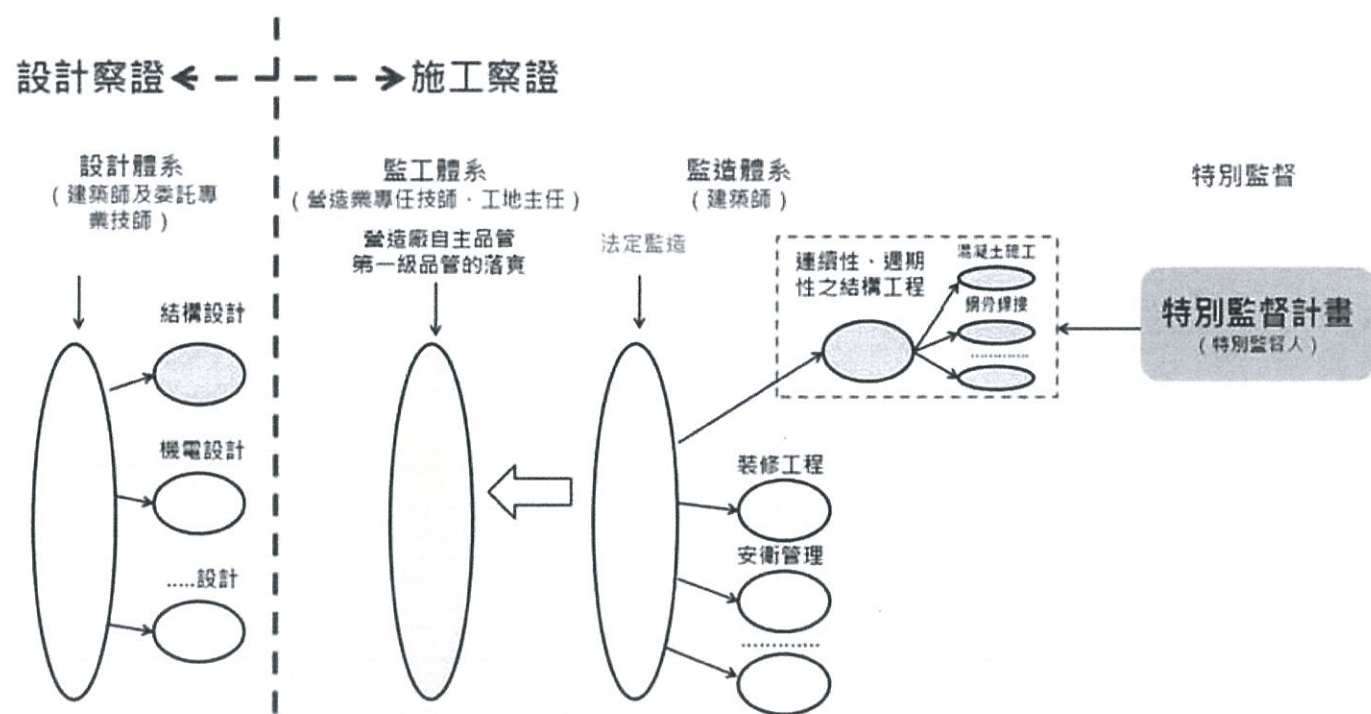 設計察證
施工察證
設計體系
(建築師及委託專
業技師)
結構設計
機電設計
.....設計
監工體系
(營造業專任技師、工地主任)
營造廠自主品管
第一級品管的落實
監造體系
(建築師)
法定監造
連續性、週期
性之結構工程
混凝土施工
鋼骨銲接
..............
裝修工程
安衛管理
..............
特別監督
特別監督計畫
(特別監督人)